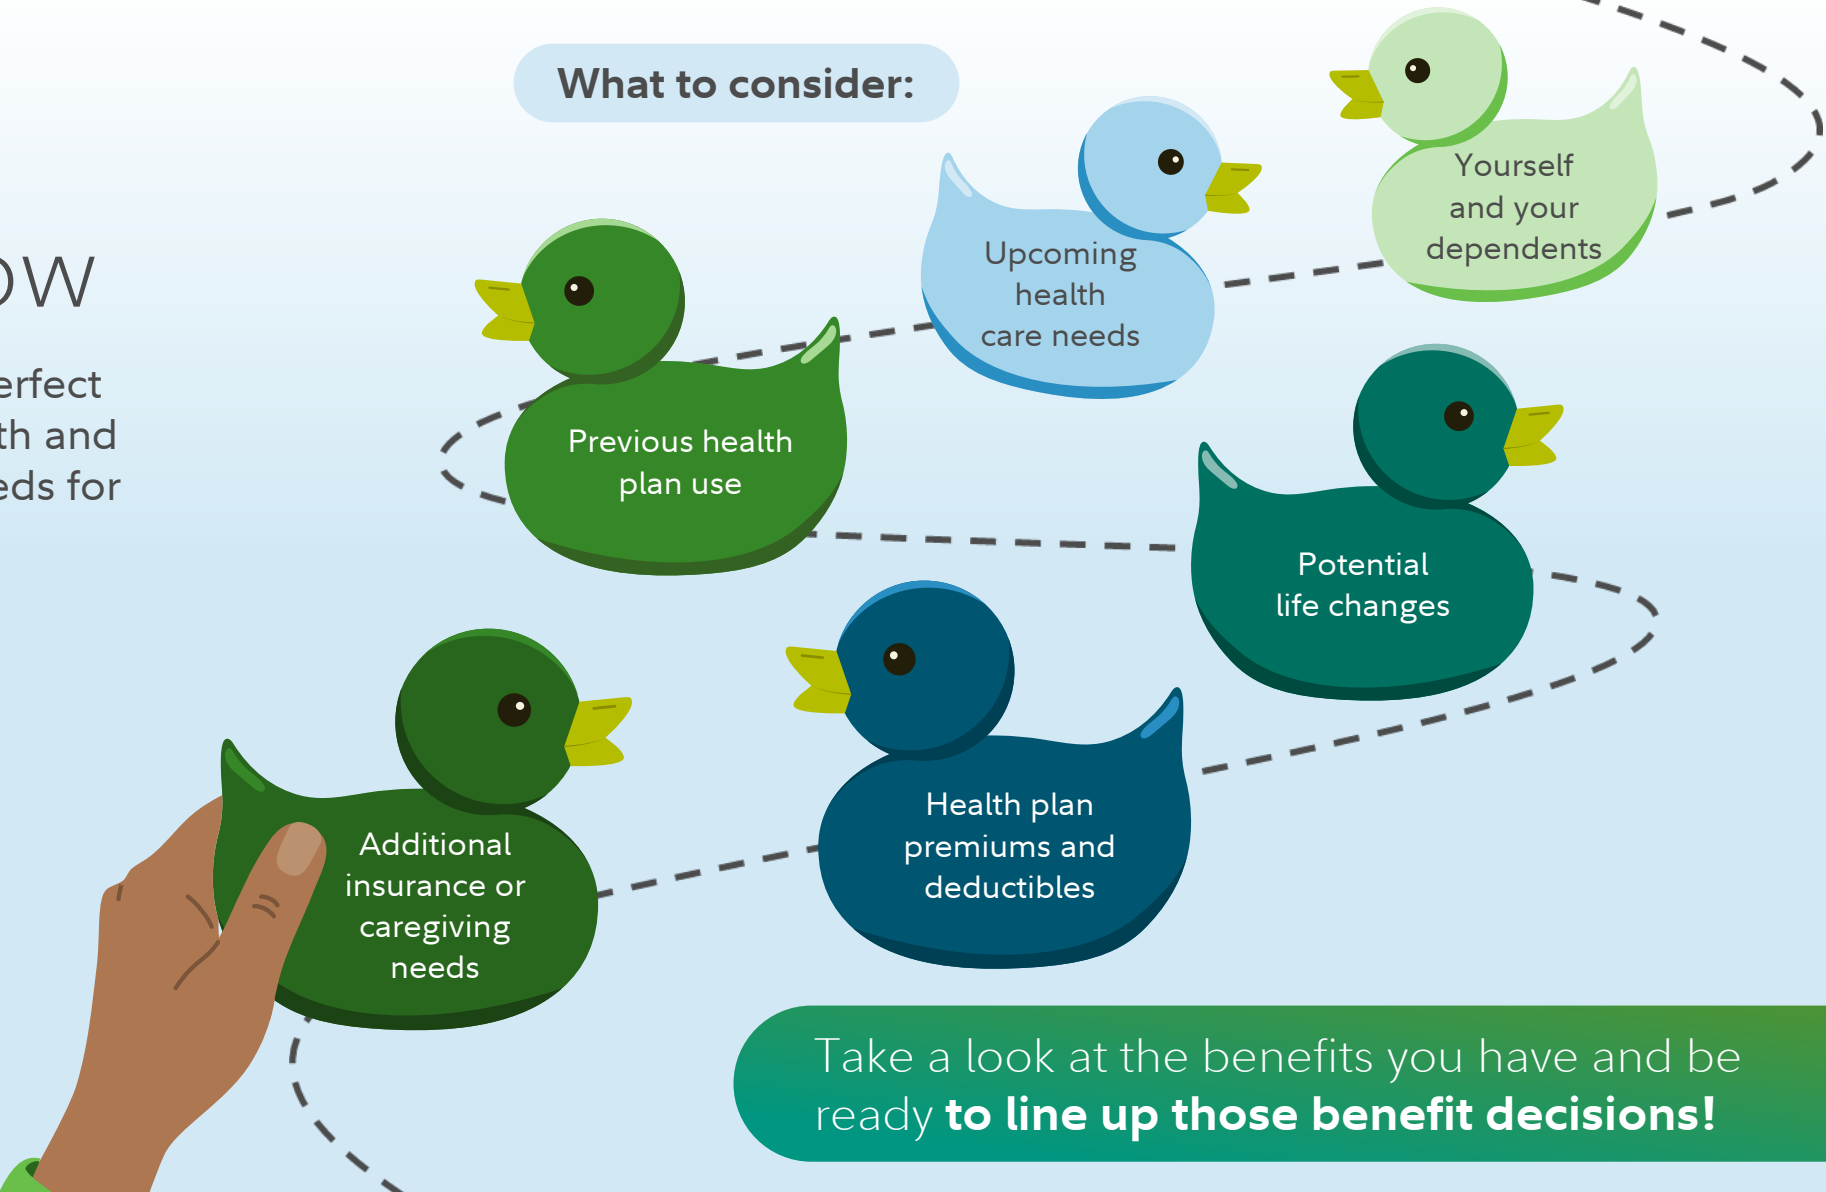 What to consider:
Yourself
and your
dependents
Upcoming
health
care needs
Previous health
plan use
Potential
life changes
Health plan
premiums and
deductibles
Additional
insurance or
caregiving
needs
and
for
Take a look at the benefits you have and be
ready to line up those benefit decisions!